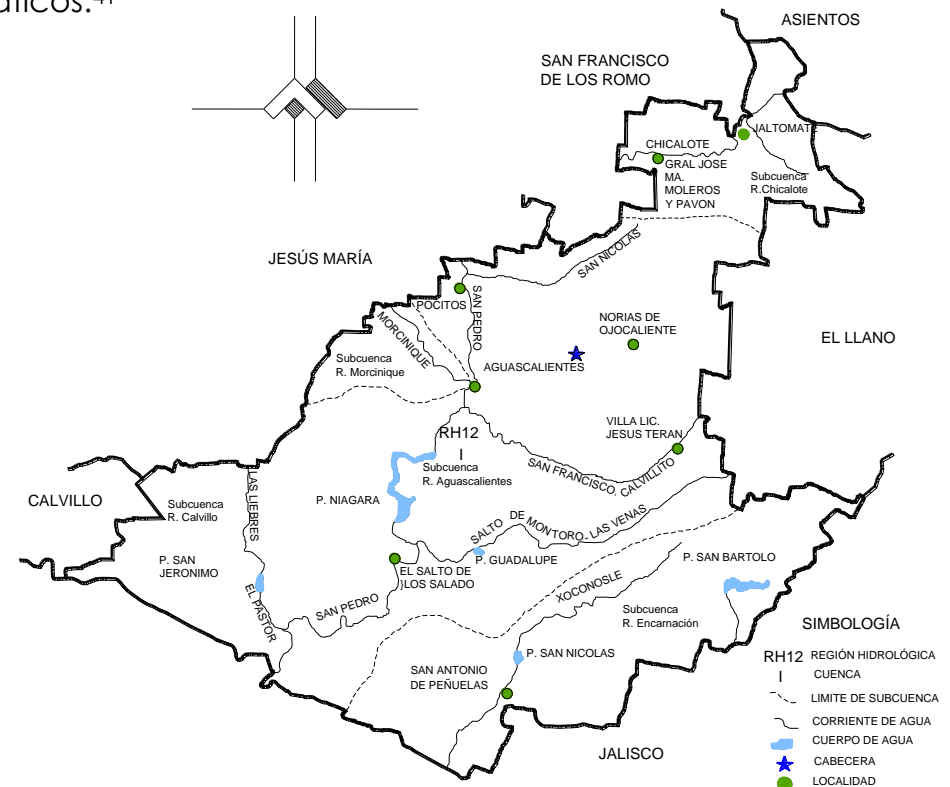 áticos.⁴¹
ASIENTOS
SAN FRANCISCO
DE LOS ROMO
JALTOMATE
CHICALOTE
GRAL JOSE
MA.
MOLEROS
Y PAVON
Subcuenca
R.Chicalote
SAN NICOLAS
JESÚS MARÍA
POCITOS
SAN PEDRO
MORCINIQUE
NORIAS DE
OJOCALIENTE
EL LLANO
Subcuenca
R. Morcinique
AGUASCALIENTES
VILLA LIC.
JESUS TERAN
RH12
I
Subcuenca
R. Aguascalientes
SAN FRANCISCO. CALVILLITO
CALVILLO
LAS LIEBRES
Subcuenca
R. Calvillo
P. NIAGARA
SALTO DE MONTORO-LAS VENAS
P. SAN
JERONIMO
P. GUADALUPE
P. SAN BARTOLO
EL SALTO DE
LOS SALADO
XOCONOSLE
EL PASTOR
SAN PEDRO
Subcuenca
R. Encarnación
P. SAN NICOLAS
SAN ANTONIO
DE PEÑUELAS
JALISCO
SIMBOLOGÍA
RH12 REGIÓN HIDROLÓGICA
I CUENCA
LIMITE DE SUBCUENCA
CORRIENTE DE AGUA
CUERPO DE AGUA
CABECERA
LOCALIDAD